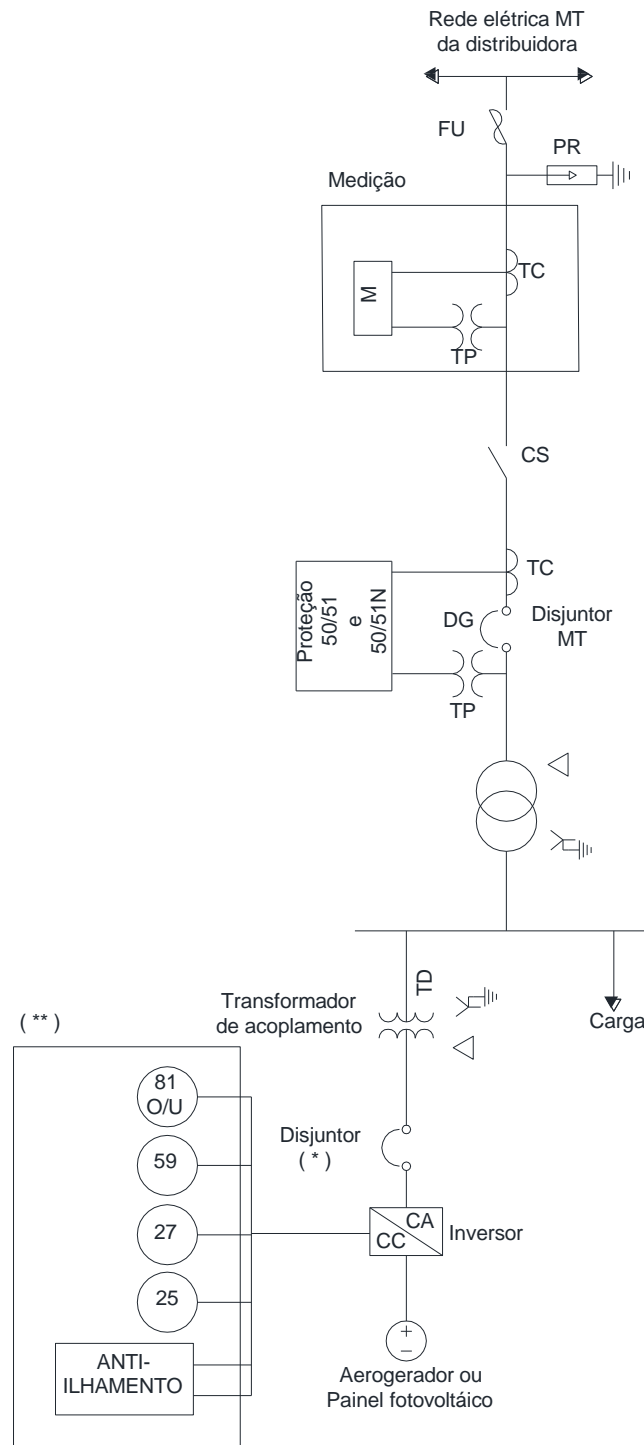 Rede elétrica MT
da distribuidora
FU
PR
Medição
TC
M
TP
CS
TC
Proteção
50/51
e
50/51N
DG
Disjuntor
MT
TP
TD
Transformador
de acoplamento
Carga
( ** )
81
O/U
Disjuntor
( * )
59
CA
CC
Inversor
27
25
ANTI-
ILHAMENTO
Aerogerador ou
Painel fotovoltáico